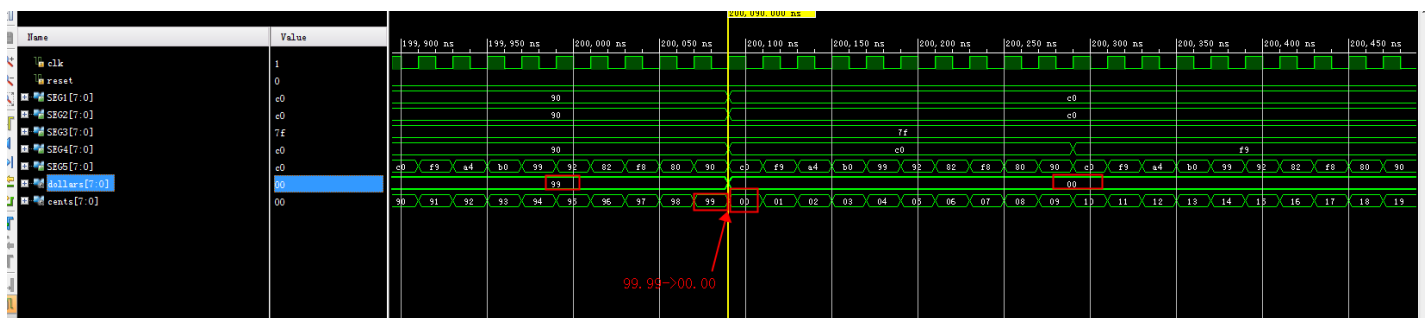 200,090.000 ns
Name Value
199,900 ns 199,950 ns 200,000 ns 200,050 ns 200,100 ns 200,150 ns 200,200 ns 200,250 ns 200,300 ns 200,350 ns 200,400 ns 200,450 ns
clk 1
reset 0
SEG1[7:0] c0 90 c0
SEG2[7:0] c0 90 c0
SEG3[7:0] 7f 7f
SEG4[7:0] c0 90 c0 f9
SEG5[7:0] c0 c0 f9 a4 b0 99 92 82 f8 80 90 c0 f9 a4 b0 99 92 82 f8 80 90 c0 f9 a4 b0 99 92 82 f8 80 90
dollars[7:0] 00 99 00
cents[7:0] 00 90 91 92 93 94 95 96 97 98 99 00 01 02 03 04 05 06 07 08 09 10 11 12 13 14 15 16 17 18 19
99.99->00.00